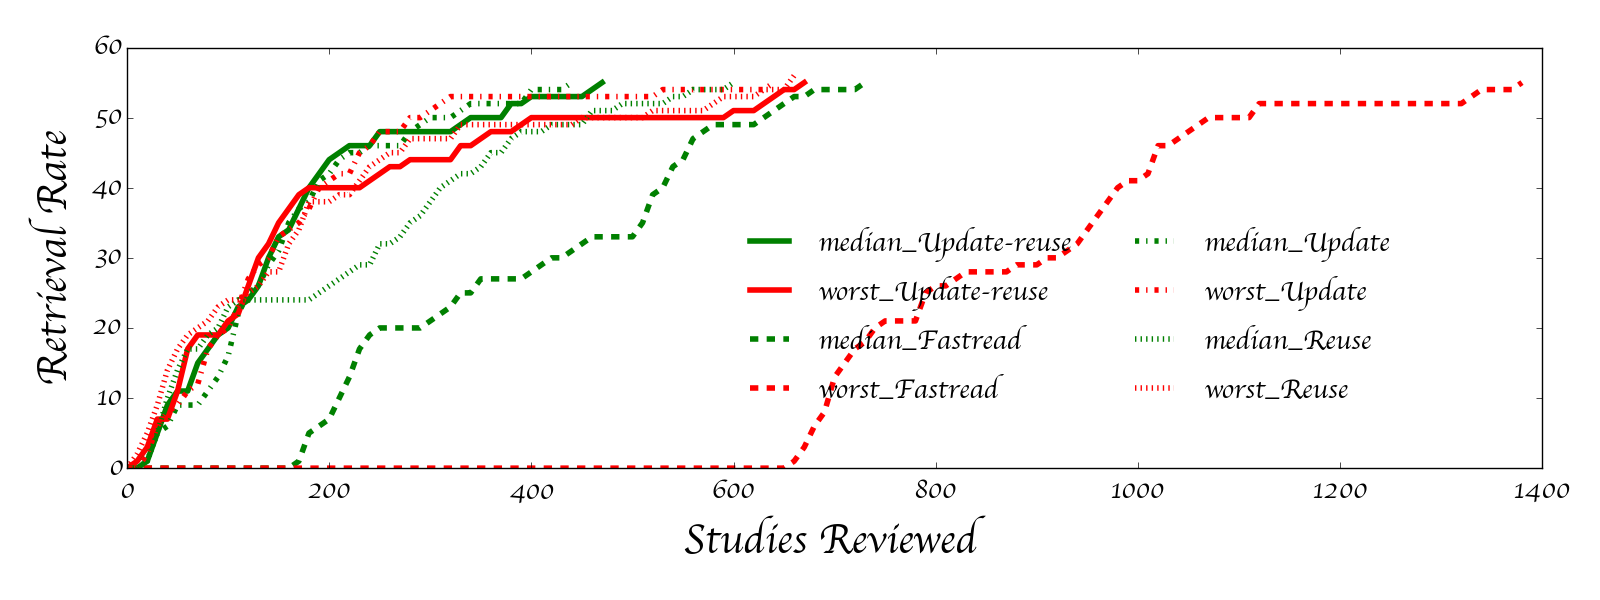 60
50
40
30
20
10
0
Retrieval Rate
median_Update-reuse
worst_Update-reuse
median_Fastread
worst_Fastread
median_Update
worst_Update
median_Reuse
worst_Reuse
0 200 400 600 800 1000 1200 1400
Studies Reviewed